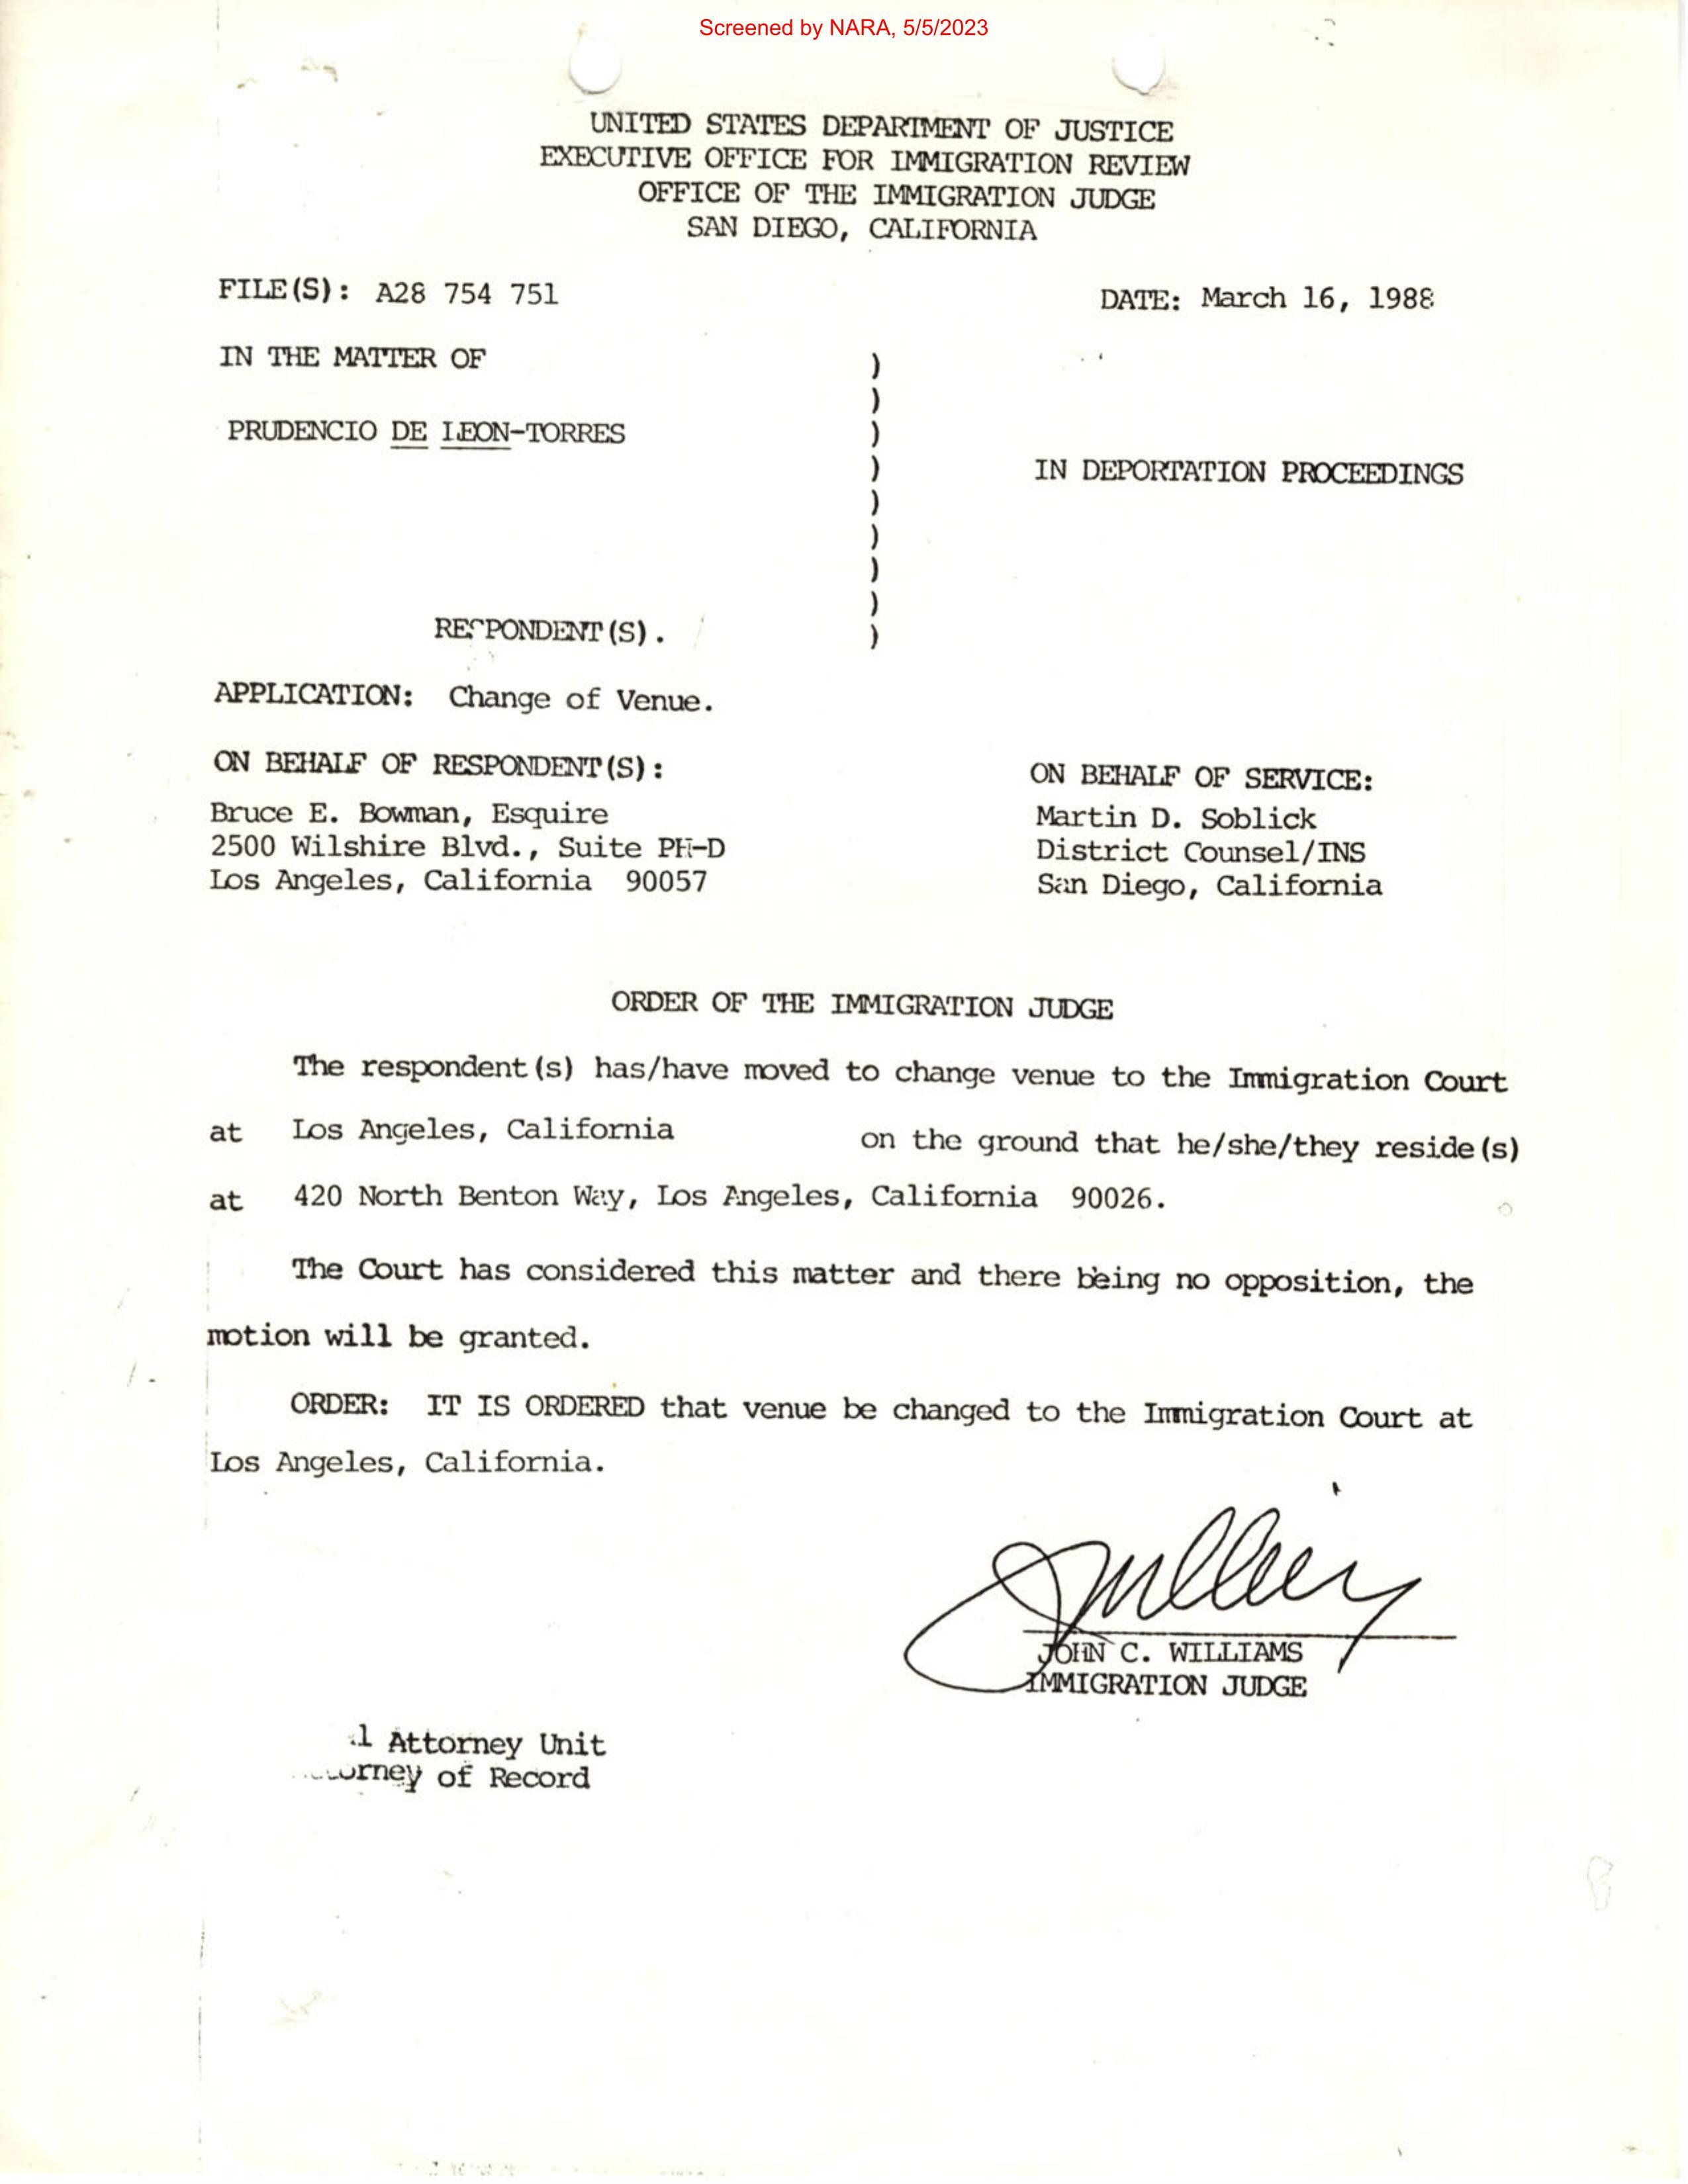 Screened by NARA, 5/5/2023
UNITED STATES DEPARTMENT OF JUSTICE
EXECUTIVE OFFICE FOR IMMIGRATION REVIEW
OFFICE OF THE IMMIGRATION JUDGE
SAN DIEGO, CALIFORNIA
FILE(S): A28 754 751
DATE: March 16, 1988
IN THE MATTER OF )
)
PRUDENCIO DE LEON-TORRES )
) IN DEPORTATION PROCEEDINGS
)
)
)
)
RESPONDENT(S). )
APPLICATION: Change of Venue.
ON BEHALF OF RESPONDENT(S):
Bruce E. Bowman, Esquire
2500 Wilshire Blvd., Suite PH-D
Los Angeles, California 90057
ON BEHALF OF SERVICE:
Martin D. Soblick
District Counsel/INS
San Diego, California
ORDER OF THE IMMIGRATION JUDGE
The respondent(s) has/have moved to change venue to the Immigration Court
at Los Angeles, California on the ground that he/she/they reside(s)
at 420 North Benton Way, Los Angeles, California 90026.
The Court has considered this matter and there being no opposition, the
motion will be granted.
ORDER: IT IS ORDERED that venue be changed to the Immigration Court at
Los Angeles, California.
JOHN C. WILLIAMS
IMMIGRATION JUDGE
Attorney Unit
of Record